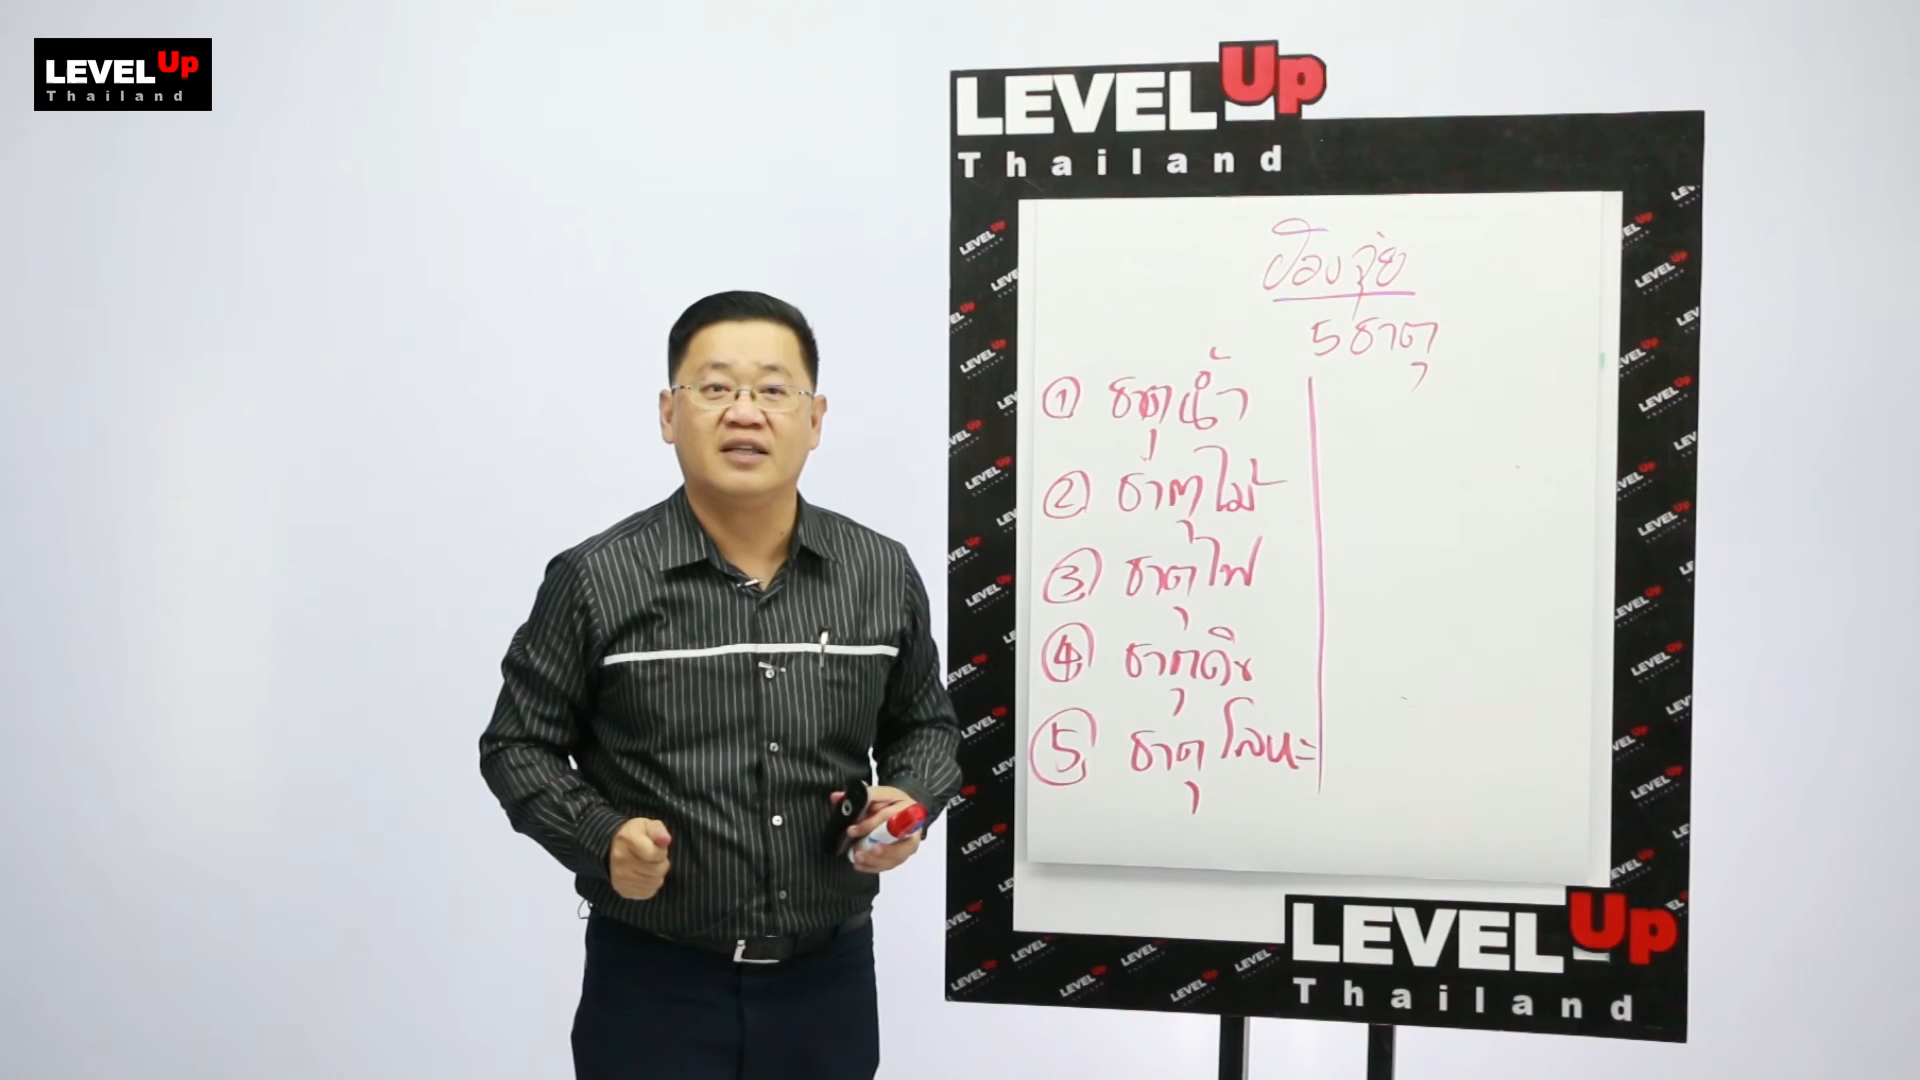 LEVEL Up
Thailand
LEVEL Up
Thailand
ฮวงจุ้ย
5 ธาตุ
① ธาตุน้ำ
② ธาตุไม้
③ ธาตุไฟ
④ ธาตุดิน
⑤ ธาตุโลหะ
LEVEL Up
Thailand